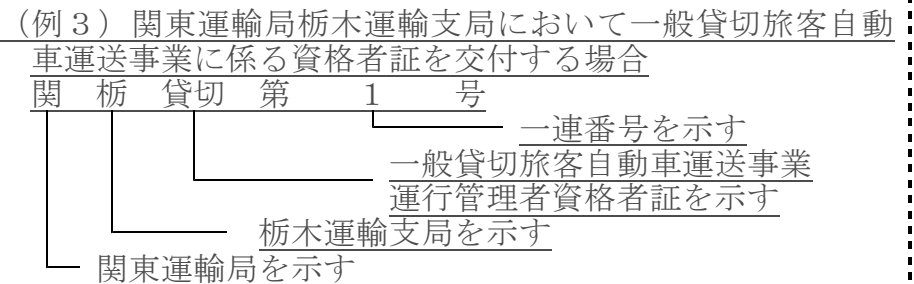 （例３）関東運輸局栃木運輸支局において一般貸切旅客自動
車運送事業に係る資格者証を交付する場合
関　栃　貸切　第　　１　　号
一連番号を示す
一般貸切旅客自動車運送事業
運行管理者資格者証を示す
栃木運輸支局を示す
関東運輸局を示す